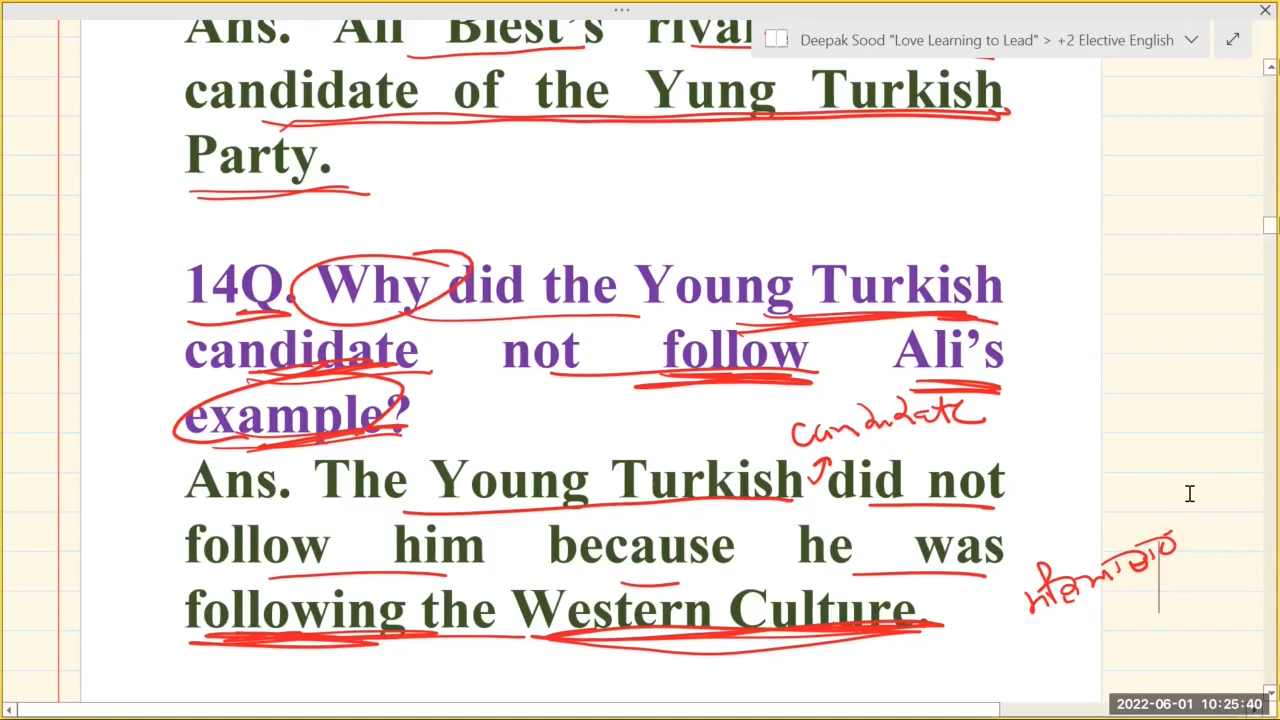 Ans. Ali Biest's rival
Deepak Sood "Love Learning to Lead" > +2 Elective English
candidate of the Yung Turkish
Party.
14Q. Why did the Young Turkish
candidate not follow Ali's
example?
candidate
Ans. The Young Turkish did not
follow him because he was
following the Western Culture.
2022-06-01 10:25:40